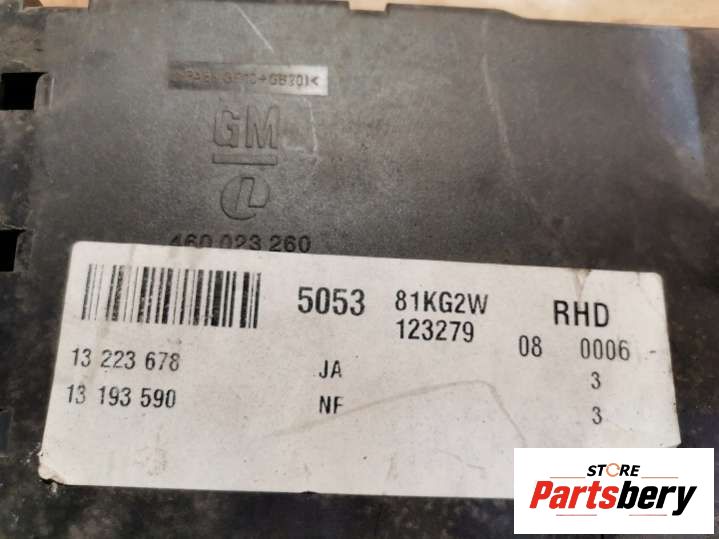 GM
460 023 260
5053 81KG2W RHD
123279 08 0006
13 223 678 JA 3
13 193 590 NF 3
STORE
Partsbery